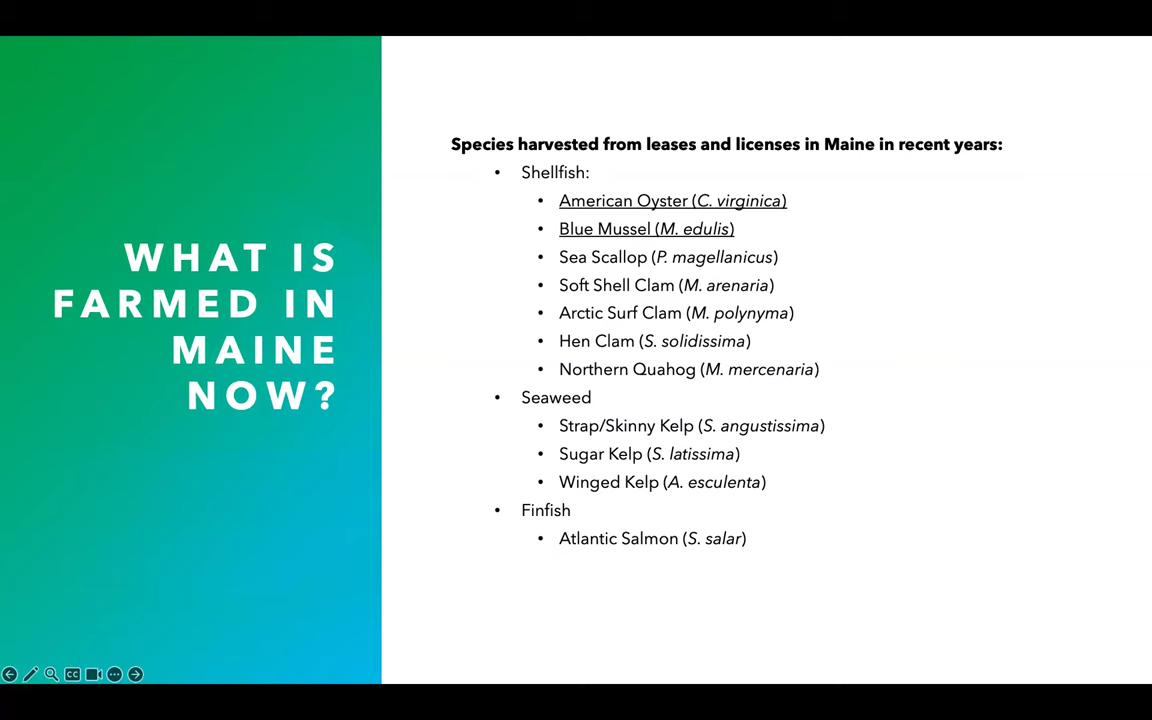 WHAT IS
FARMED IN
MAINE
NOW?
Species harvested from leases and licenses in Maine in recent years:
• Shellfish:
• American Oyster (C. virginica)
• Blue Mussel (M. edulis)
• Sea Scallop (P. magellanicus)
• Soft Shell Clam (M. arenaria)
• Arctic Surf Clam (M. polynyma)
• Hen Clam (S. solidissima)
• Northern Quahog (M. mercenaria)
• Seaweed
• Strap/Skinny Kelp (S. angustissima)
• Sugar Kelp (S. latissima)
• Winged Kelp (A. esculenta)
• Finfish
• Atlantic Salmon (S. salar)
CC